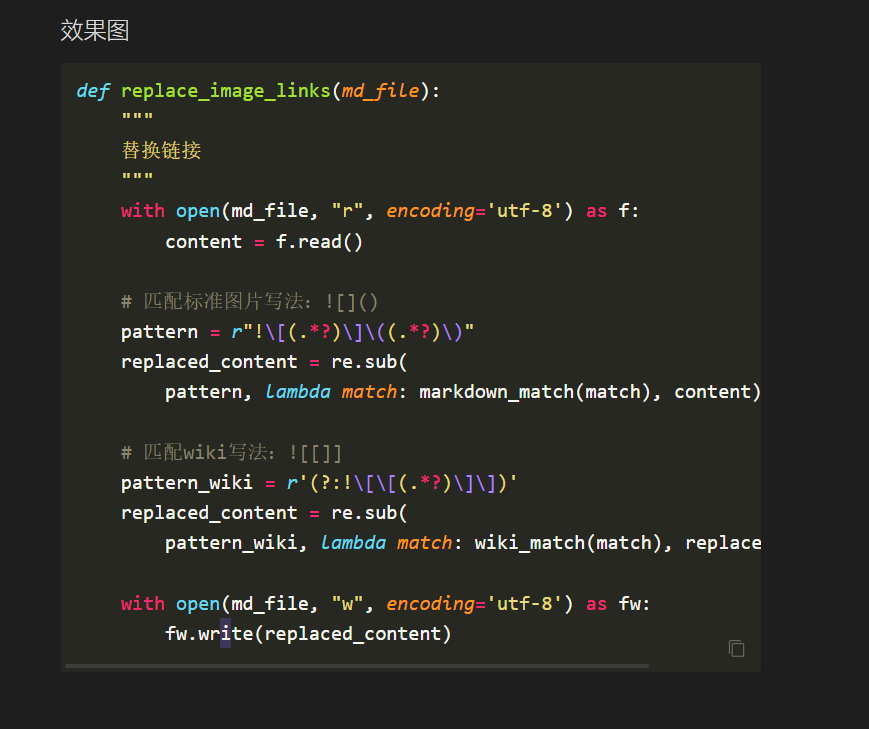 效果图
def replace_image_links(md_file):
    """
    替换链接
    """
    with open(md_file, "r", encoding='utf-8') as f:
        content = f.read()
    # 匹配标准图片写法：![]()
    pattern = r"!\[(.*?)\]\((.*?)\)"
    replaced_content = re.sub(
        pattern, lambda match: markdown_match(match), content)
    # 匹配wiki写法：![[]]
    pattern_wiki = r'(?:!\[\[(.*?)\]\])'
    replaced_content = re.sub(
        pattern_wiki, lambda match: wiki_match(match), replace
    with open(md_file, "w", encoding='utf-8') as fw:
        fw.write(replaced_content)